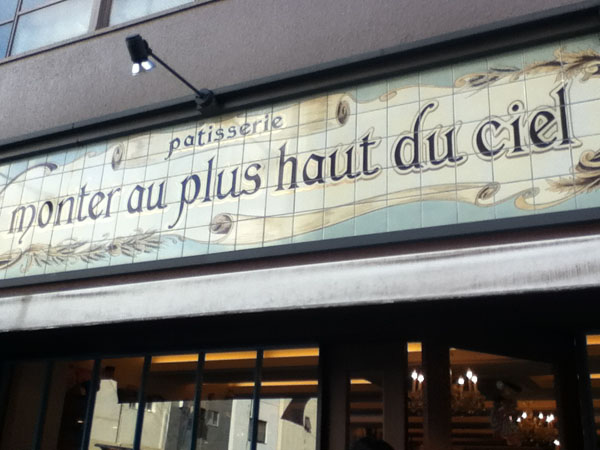 patisserie
monter au plus haut du ciel